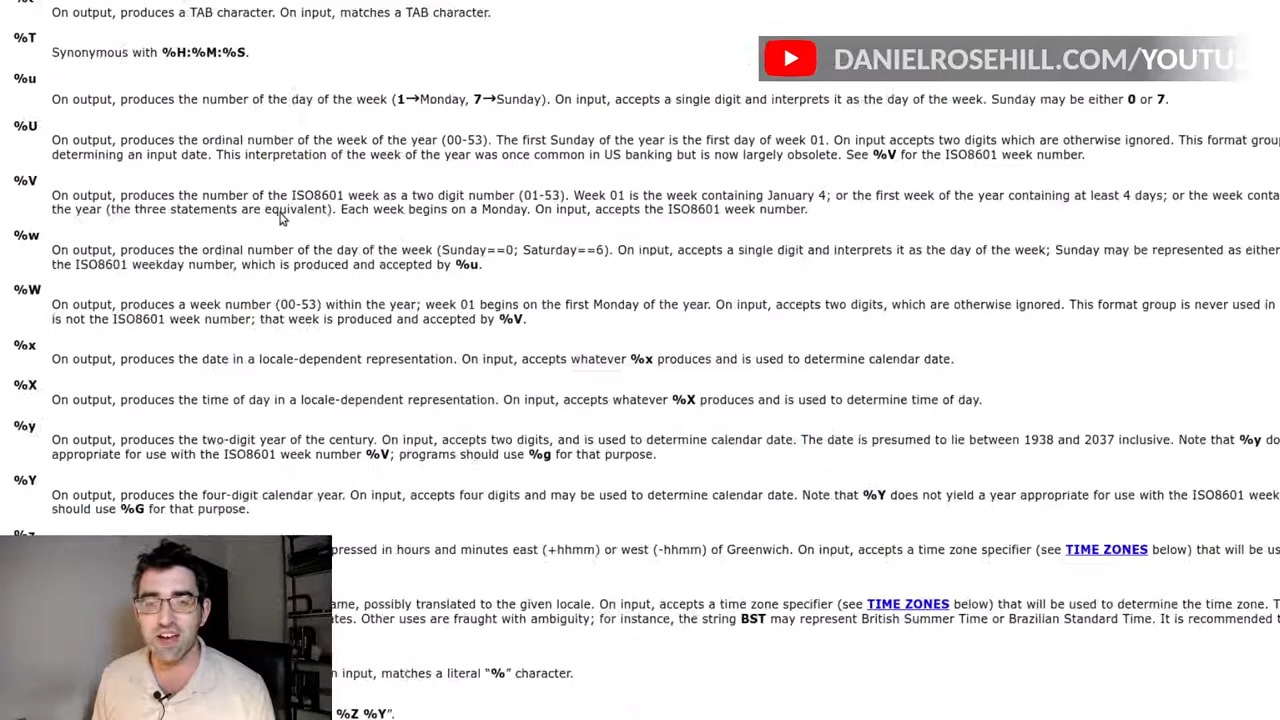 On output, produces a TAB character. On input, matches a TAB character.
DANIELROSEHILL.COM/YOUTU
%T
Synonymous with %H:%M:%S.
%u
On output, produces the number of the day of the week (1→Monday, 7→Sunday). On input, accepts a single digit and interprets it as the day of the week. Sunday may be either 0 or 7.
%U
On output, produces the ordinal number of the week of the year (00-53). The first Sunday of the year is the first day of week 01. On input accepts two digits which are otherwise ignored. This format grou
determining an input date. This interpretation of the week of the year was once common in US banking but is now largely obsolete. See %V for the ISO8601 week number.
%V
On output, produces the number of the ISO8601 week as a two digit number (01-53). Week 01 is the week containing January 4; or the first week of the year containing at least 4 days; or the week conta
the year (the three statements are equivalent). Each week begins on a Monday. On input, accepts the ISO8601 week number.
%w
On output, produces the ordinal number of the day of the week (Sunday==0; Saturday==6). On input, accepts a single digit and interprets it as the day of the week; Sunday may be represented as either
the ISO8601 weekday number, which is produced and accepted by %u.
%W
On output, produces a week number (00-53) within the year; week 01 begins on the first Monday of the year. On input, accepts two digits, which are otherwise ignored. This format group is never used in
is not the ISO8601 week number; that week is produced and accepted by %V.
%x
On output, produces the date in a locale-dependent representation. On input, accepts whatever %x produces and is used to determine calendar date.
%X
On output, produces the time of day in a locale-dependent representation. On input, accepts whatever %X produces and is used to determine time of day.
%y
On output, produces the two-digit year of the century. On input, accepts two digits, and is used to determine calendar date. The date is presumed to lie between 1938 and 2037 inclusive. Note that %y do
appropriate for use with the ISO8601 week number %V; programs should use %g for that purpose.
%Y
On output, produces the four-digit calendar year. On input, accepts four digits and may be used to determine calendar date. Note that %Y does not yield a year appropriate for use with the ISO8601 week
should use %G for that purpose.
pressed in hours and minutes east (+hhmm) or west (-hhmm) of Greenwich. On input, accepts a time zone specifier (see TIME ZONES below) that will be us
ame, possibly translated to the given locale. On input, accepts a time zone specifier (see TIME ZONES below) that will be used to determine the time zone. T
tes. Other uses are fraught with ambiguity; for instance, the string BST may represent British Summer Time or Brazilian Standard Time. It is recommended t
n input, matches a literal “%” character.
%Z %Y”.